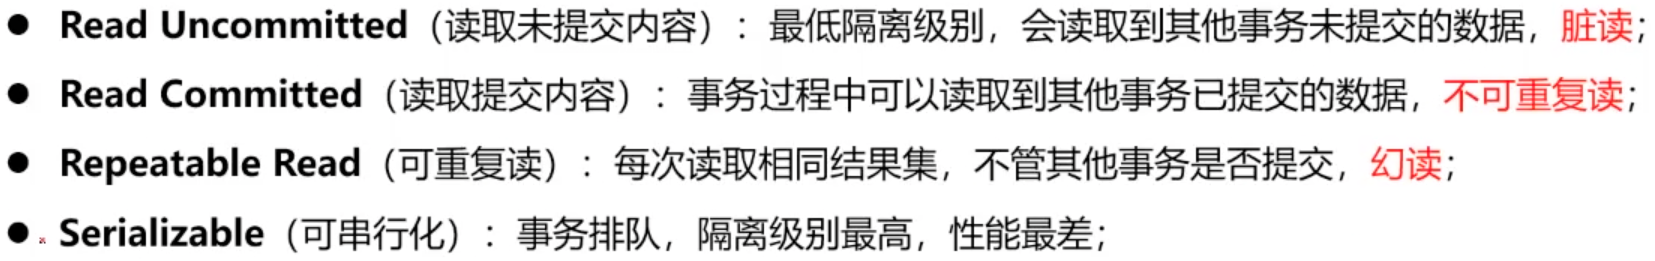 ● Read Uncommitted（读取未提交内容）：最低隔离级别，会读取到其他事务未提交的数据，脏读；
● Read Committed（读取提交内容）：事务过程中可以读取到其他事务已提交的数据，不可重复读；
● Repeatable Read（可重复读）：每次读取相同结果集，不管其他事务是否提交，幻读；
● Serializable（可串行化）：事务排队，隔离级别最高，性能最差；